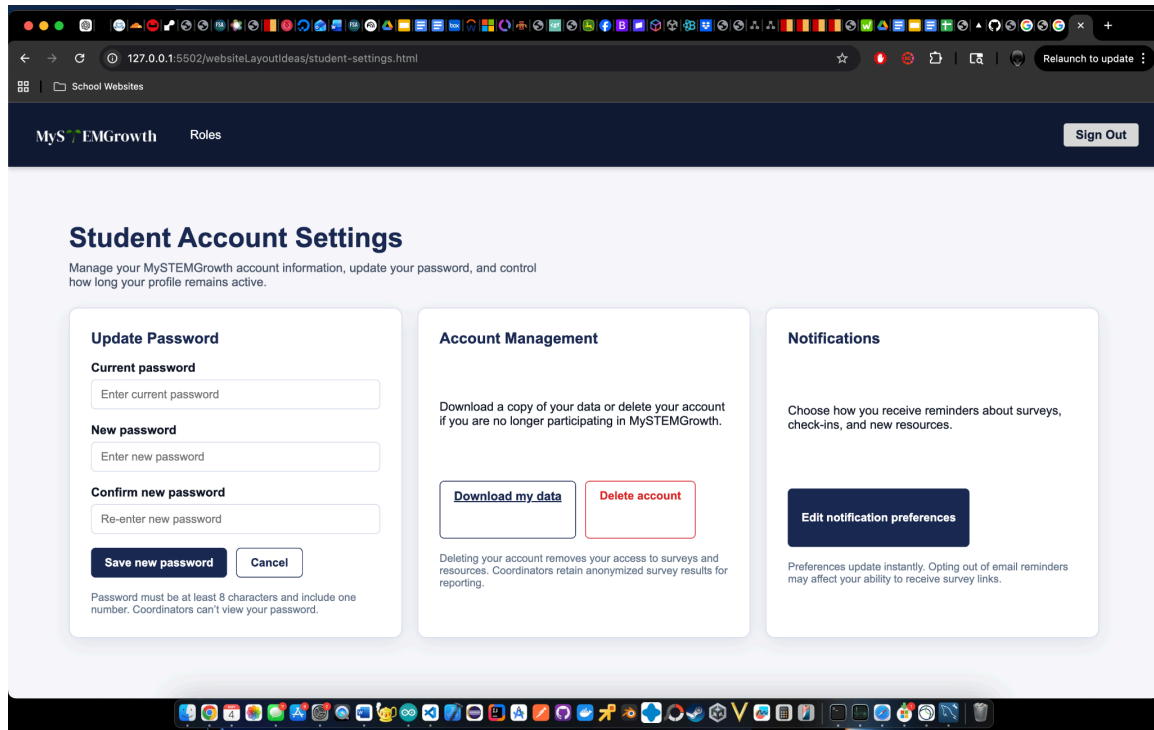 127.0.0.1:5502/websiteLayoutIdeas/student-settings.html
Relaunch to update
School Websites
MySTEMGrowth
Roles
Sign Out
Student Account Settings
Manage your MySTEMGrowth account information, update your password, and control
how long your profile remains active.
Update Password
Current password
Enter current password
New password
Enter new password
Confirm new password
Re-enter new password
Save new password
Cancel
Password must be at least 8 characters and include one
number. Coordinators can’t view your password.
Account Management
Download a copy of your data or delete your account
if you are no longer participating in MySTEMGrowth.
Download my data
Delete account
Deleting your account removes your access to surveys and
resources. Coordinators retain anonymized survey results for
reporting.
Notifications
Choose how you receive reminders about surveys,
check-ins, and new resources.
Edit notification preferences
Preferences update instantly. Opting out of email reminders
may affect your ability to receive survey links.